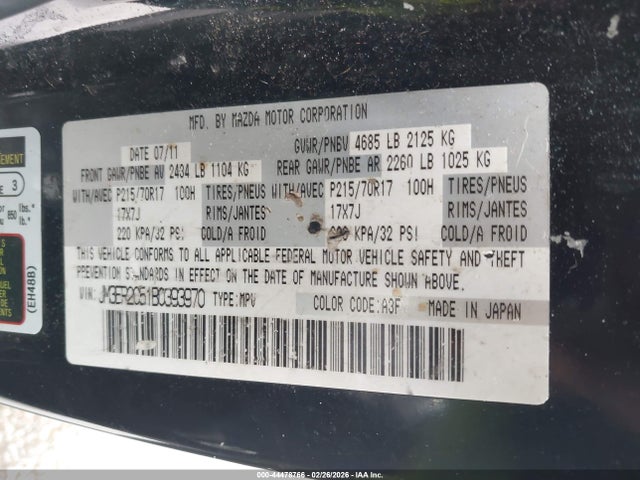 MFD. BY MAZDA MOTOR CORPORATION
DATE 07/11 GVWR/PNBV 4685 LB 2125 KG
FRONT GAWR/PNBE AV 2434 LB 1104 KG REAR GAWR/PNBE AR 2260 LB 1025 KG
WITH/AVEC P215/70R17 100H TIRES/PNEUS WITH/AVEC P215/70R17 100H TIRES/PNEUS
17X7J RIMS/JANTES 17X7J RIMS/JANTES
220 KPA/32 PSI COLD/A FROID KPA/32 PSI COLD/A FROID
THIS VEHICLE CONFORMS TO ALL APPLICABLE FEDERAL MOTOR VEHICLE SAFETY AND THEFT
PREVENTION STANDARDS IN EFFECT ON THE DATE OF MANUFACTURE SHOWN ABOVE.
VIN: JM3ER2C51B0393970 TYPE:MPV COLOR CODE:A3F MADE IN JAPAN
EMENT
3
850 lbs.*
lb.*
(EH48B)
000-44478766 - 02/26/2026 - IAA Inc.